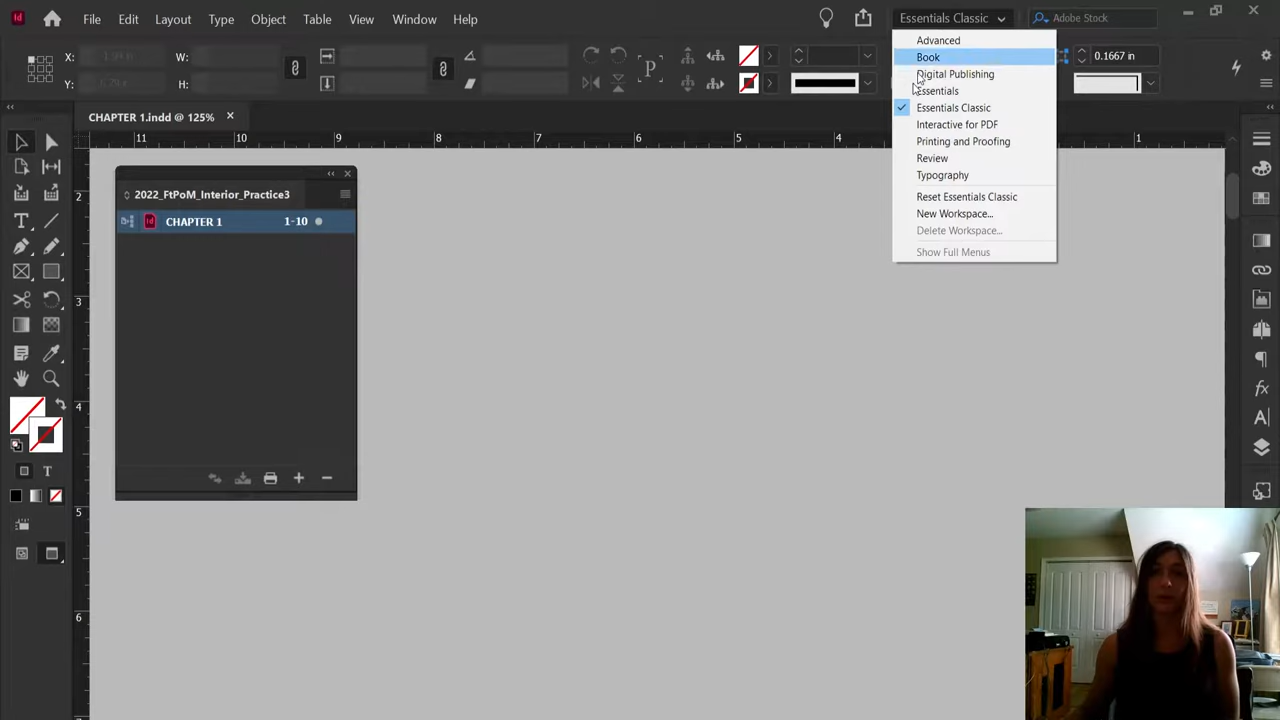 Id
File
Edit
Layout
Type
Object
Table
View
Window
Help
Essentials Classic
Adobe Stock
X:
W:
Y:
H:
P
0.1667 in
Advanced
Book
Digital Publishing
Essentials
Essentials Classic
Interactive for PDF
Printing and Proofing
Review
Typography
Reset Essentials Classic
New Workspace...
Delete Workspace...
Show Full Menus
CHAPTER 1.indd @ 125%
11
10
9
8
7
6
5
4
3
2
1
2
3
4
5
6
2022_FtPoM_Interior_Practice3
CHAPTER 1
1-10